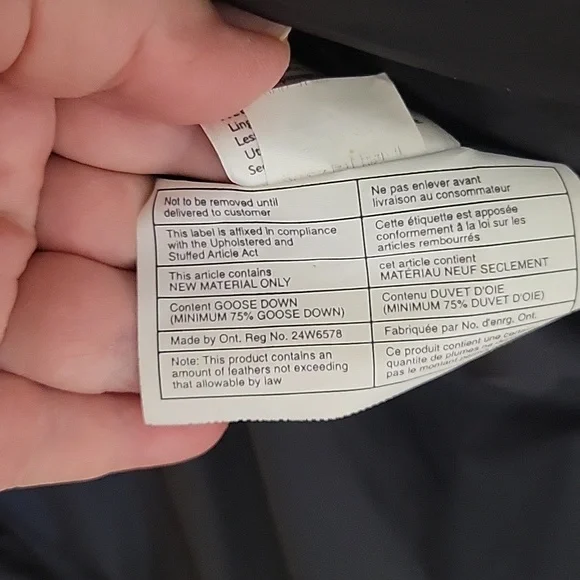 Les
Not to be removed until
delivered to customer
Ne pas enlever avant
livraison au consommateur
This label is affixed in compliance
with the Upholstered and
Stuffed Article Act
Cette étiquette est apposée
conformement à la loi sur les
articles rembourrés
This article contains
NEW MATERIAL ONLY
cet article contient
MATÉRIAU NEUF SECLEMENT
Content GOOSE DOWN
(MINIMUM 75% GOOSE DOWN)
Contenu DUVET D'OIE
(MINIMUM 75% DUVET D'OIE)
Made by Ont. Reg No. 24W6578
Fabriquée par No. d'enrg. Ont.
Note: This product contains an
amount of feathers not exceeding
that allowable by law
Ce produit contient une
quantite de plumes
pas le montant